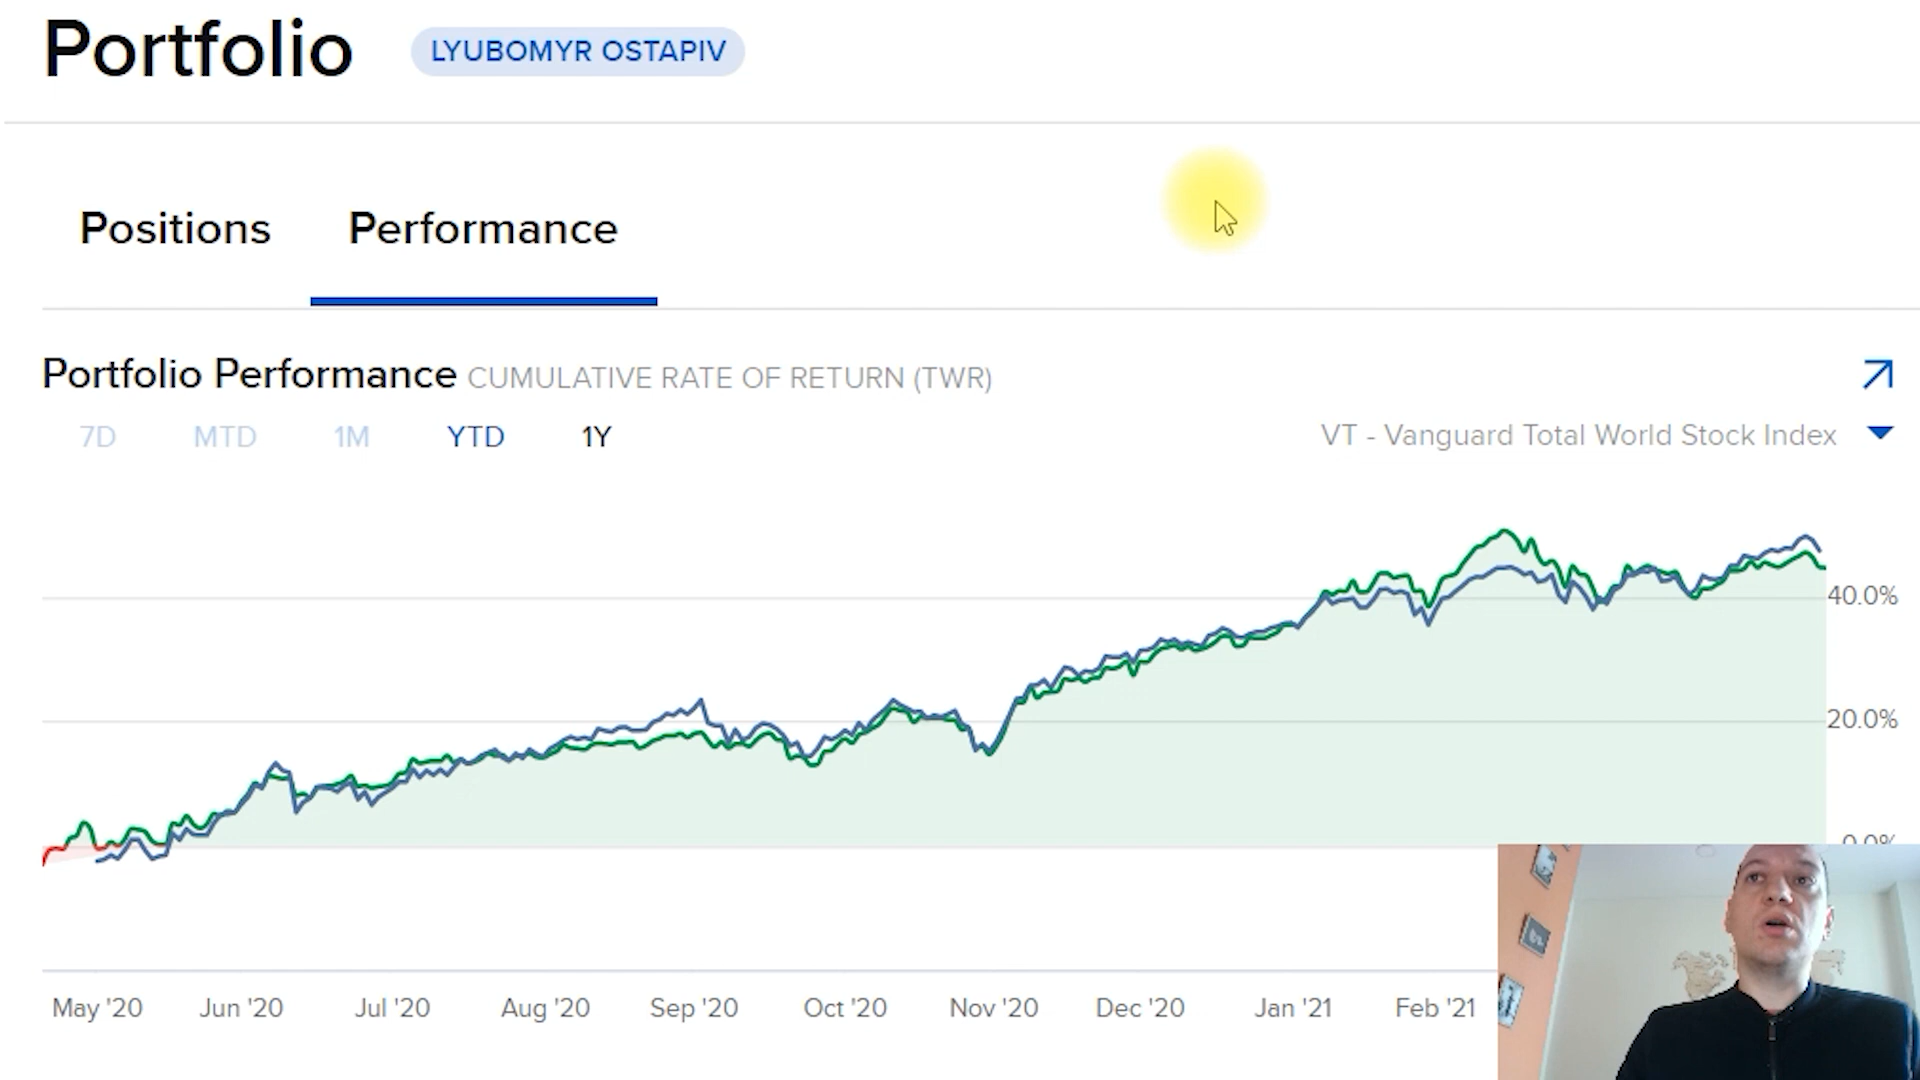 Portfolio LYUBOMYR OSTAPIV
Positions Performance
Portfolio Performance CUMULATIVE RATE OF RETURN (TWR)
7D MTD 1M YTD 1Y VT - Vanguard Total World Stock Index
40.0%
20.0%
0.0%
May '20 Jun '20 Jul '20 Aug '20 Sep '20 Oct '20 Nov '20 Dec '20 Jan '21 Feb '21